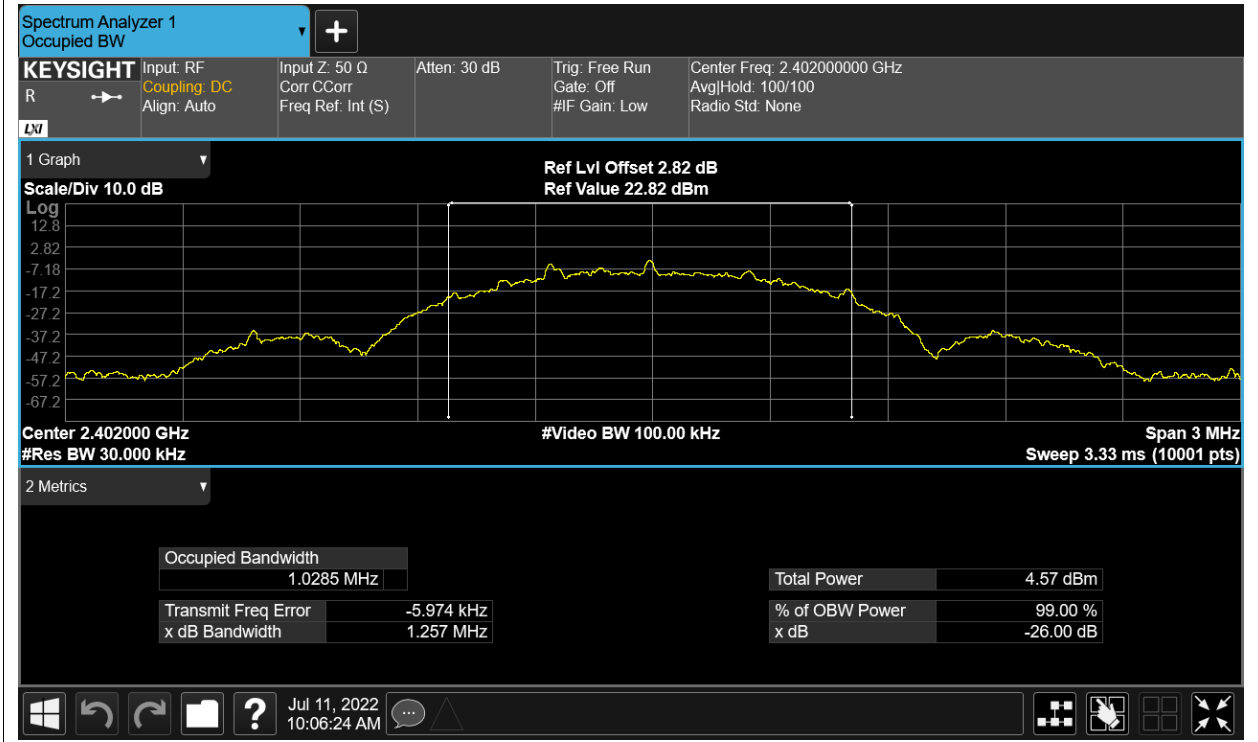 Spectrum Analyzer 1
Occupied BW
KEYSIGHT
R
LXI
Input: RF
Coupling: DC
Align: Auto
Input Z: 50 Ω
Corr CCorr
Freq Ref: Int (S)
Atten: 30 dB
Trig: Free Run
Gate: Off
#IF Gain: Low
Center Freq: 2.402000000 GHz
Avg|Hold: 100/100
Radio Std: None
1 Graph
Scale/Div 10.0 dB
Ref Lvl Offset 2.82 dB
Ref Value 22.82 dBm
Log
12.8
2.82
-7.18
-17.2
-27.2
-37.2
-47.2
-57.2
-67.2
Center 2.402000 GHz
#Video BW 100.00 kHz
Span 3 MHz
#Res BW 30.000 kHz
Sweep 3.33 ms (10001 pts)
2 Metrics
Occupied Bandwidth
1.0285 MHz
Total Power 4.57 dBm
Transmit Freq Error -5.974 kHz
% of OBW Power 99.00 %
x dB Bandwidth 1.257 MHz
x dB -26.00 dB
?
Jul 11, 2022
10:06:24 AM